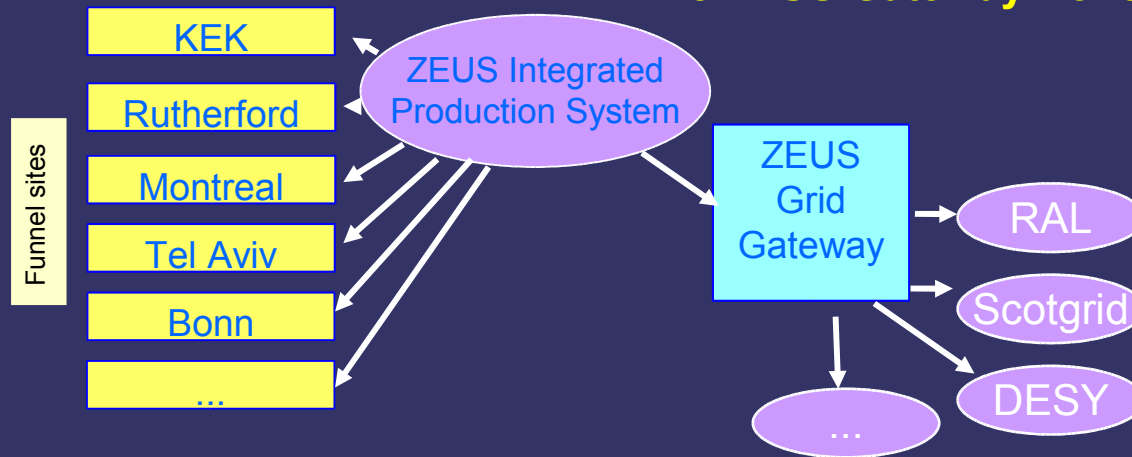 KEK
ZEUS Integrated
Production System
Rutherford
Funnel sites
Montreal
Tel Aviv
Bonn
...
ZEUS
Grid
Gateway
RAL
Scotgrid
DESY
...